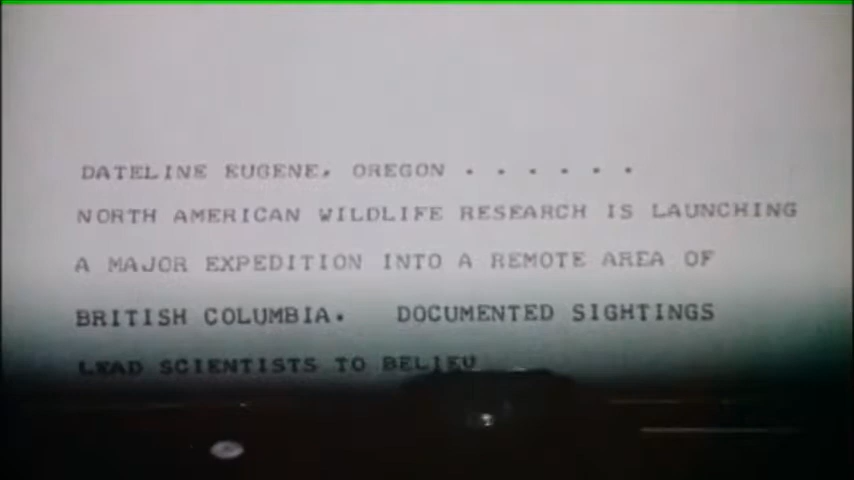 DATELINE EUGENE, OREGON . . . . . .
NORTH AMERICAN WILDLIFE RESEARCH IS LAUNCHING
A MAJOR EXPEDITION INTO A REMOTE AREA OF
BRITISH COLUMBIA. DOCUMENTED SIGHTINGS
LEAD SCIENTISTS TO BELIEV